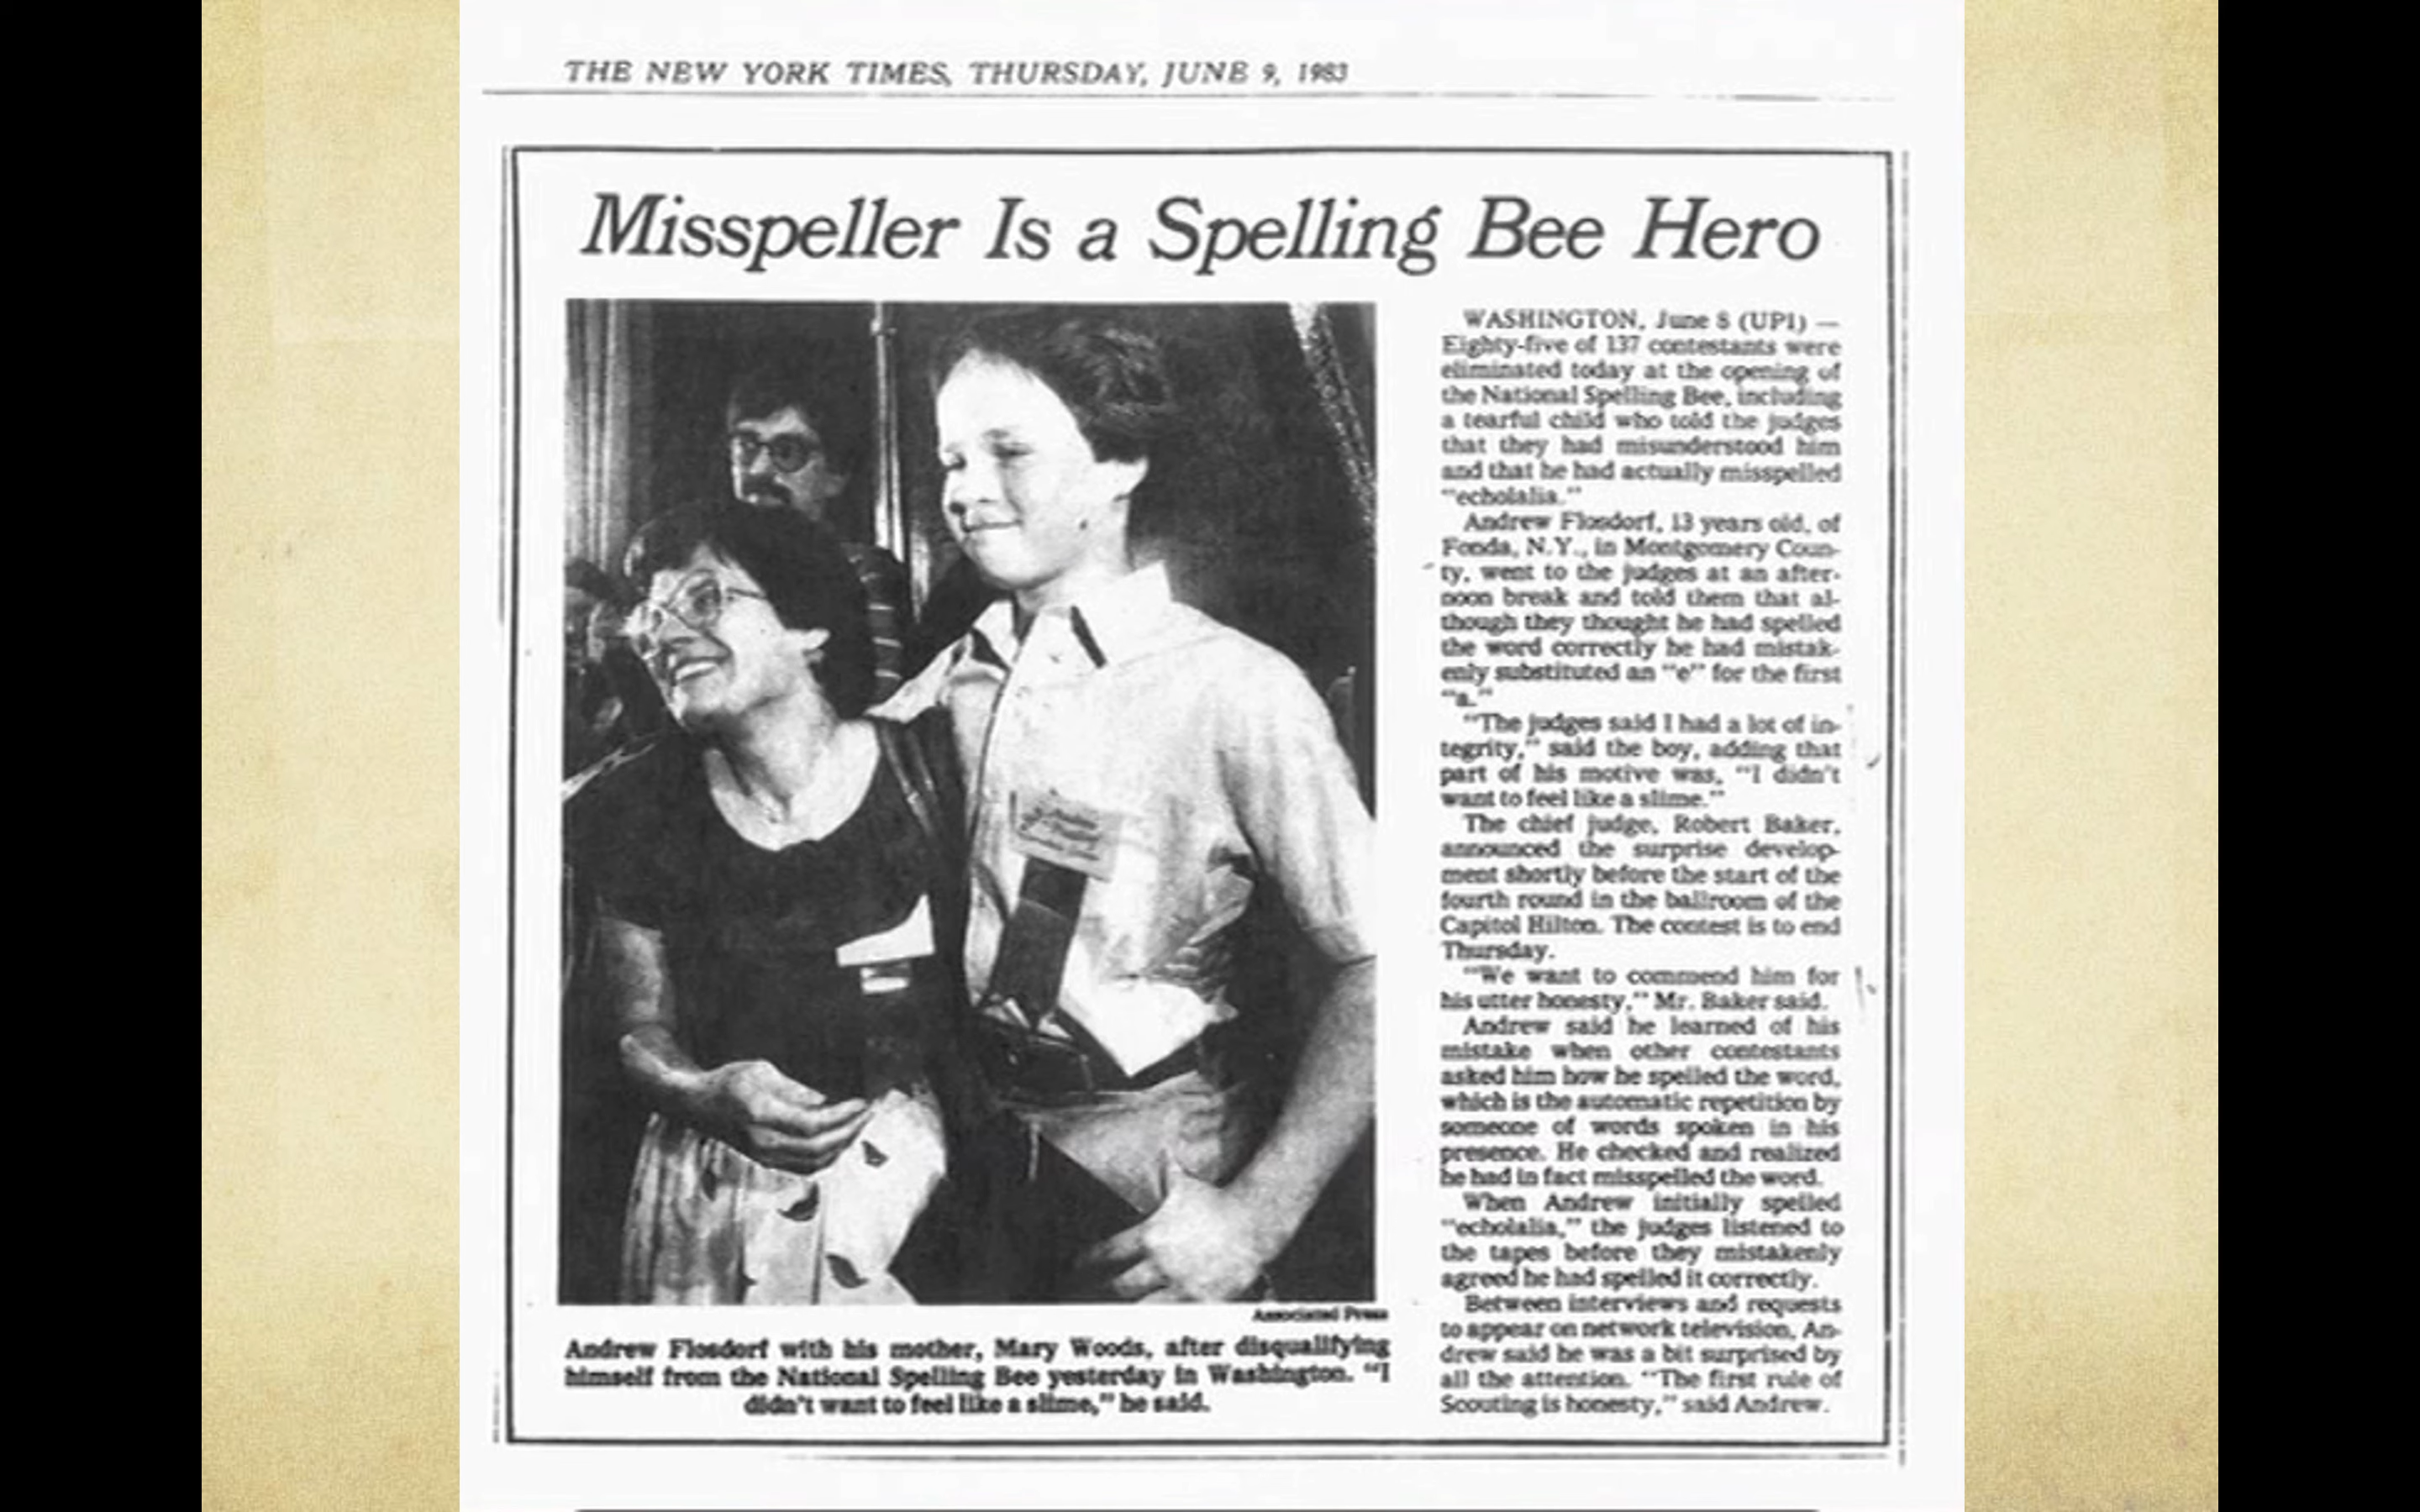 THE NEW YORK TIMES, THURSDAY, JUNE 9, 1983
Misspeller Is a Spelling Bee Hero
WASHINGTON, June 8 (UPI) —
Eighty-five of 137 contestants were
eliminated today at the opening of
the National Spelling Bee, including
a tearful child who told the judges
that they had misunderstood him
and that he had actually misspelled
"echolalia."
Andrew Flosdorf, 13 years old, of
Fonda, N.Y., in Montgomery Coun-
ty, went to the judges at an after-
noon break and told them that al-
though they thought he had spelled
the word correctly he had mistak-
enly substituted an "e" for the first
"a."
"The judges said I had a lot of in-
tegrity," said the boy, adding that
part of his motive was, "I didn't
want to feel like a slime."
The chief judge, Robert Baker,
announced the surprise develop-
ment shortly before the start of the
fourth round in the ballroom of the
Capitol Hilton. The contest is to end
Thursday.
"We want to commend him for
his utter honesty," Mr. Baker said.
Andrew said he learned of his
mistake when other contestants
asked him how he spelled the word,
which is the automatic repetition by
someone of words spoken in his
presence. He checked and realized
he had in fact misspelled the word.
When Andrew initially spelled
"echolalia," the judges listened to
the tapes before they mistakenly
agreed he had spelled it correctly.
Between interviews and requests
to appear on network television, An-
drew said he was a bit surprised by
all the attention. "The first rule of
Scouting is honesty," said Andrew.
Associated Press
Andrew Flosdorf with his mother, Mary Woods, after disqualifying
himself from the National Spelling Bee yesterday in Washington. "I
didn't want to feel like a slime," he said.